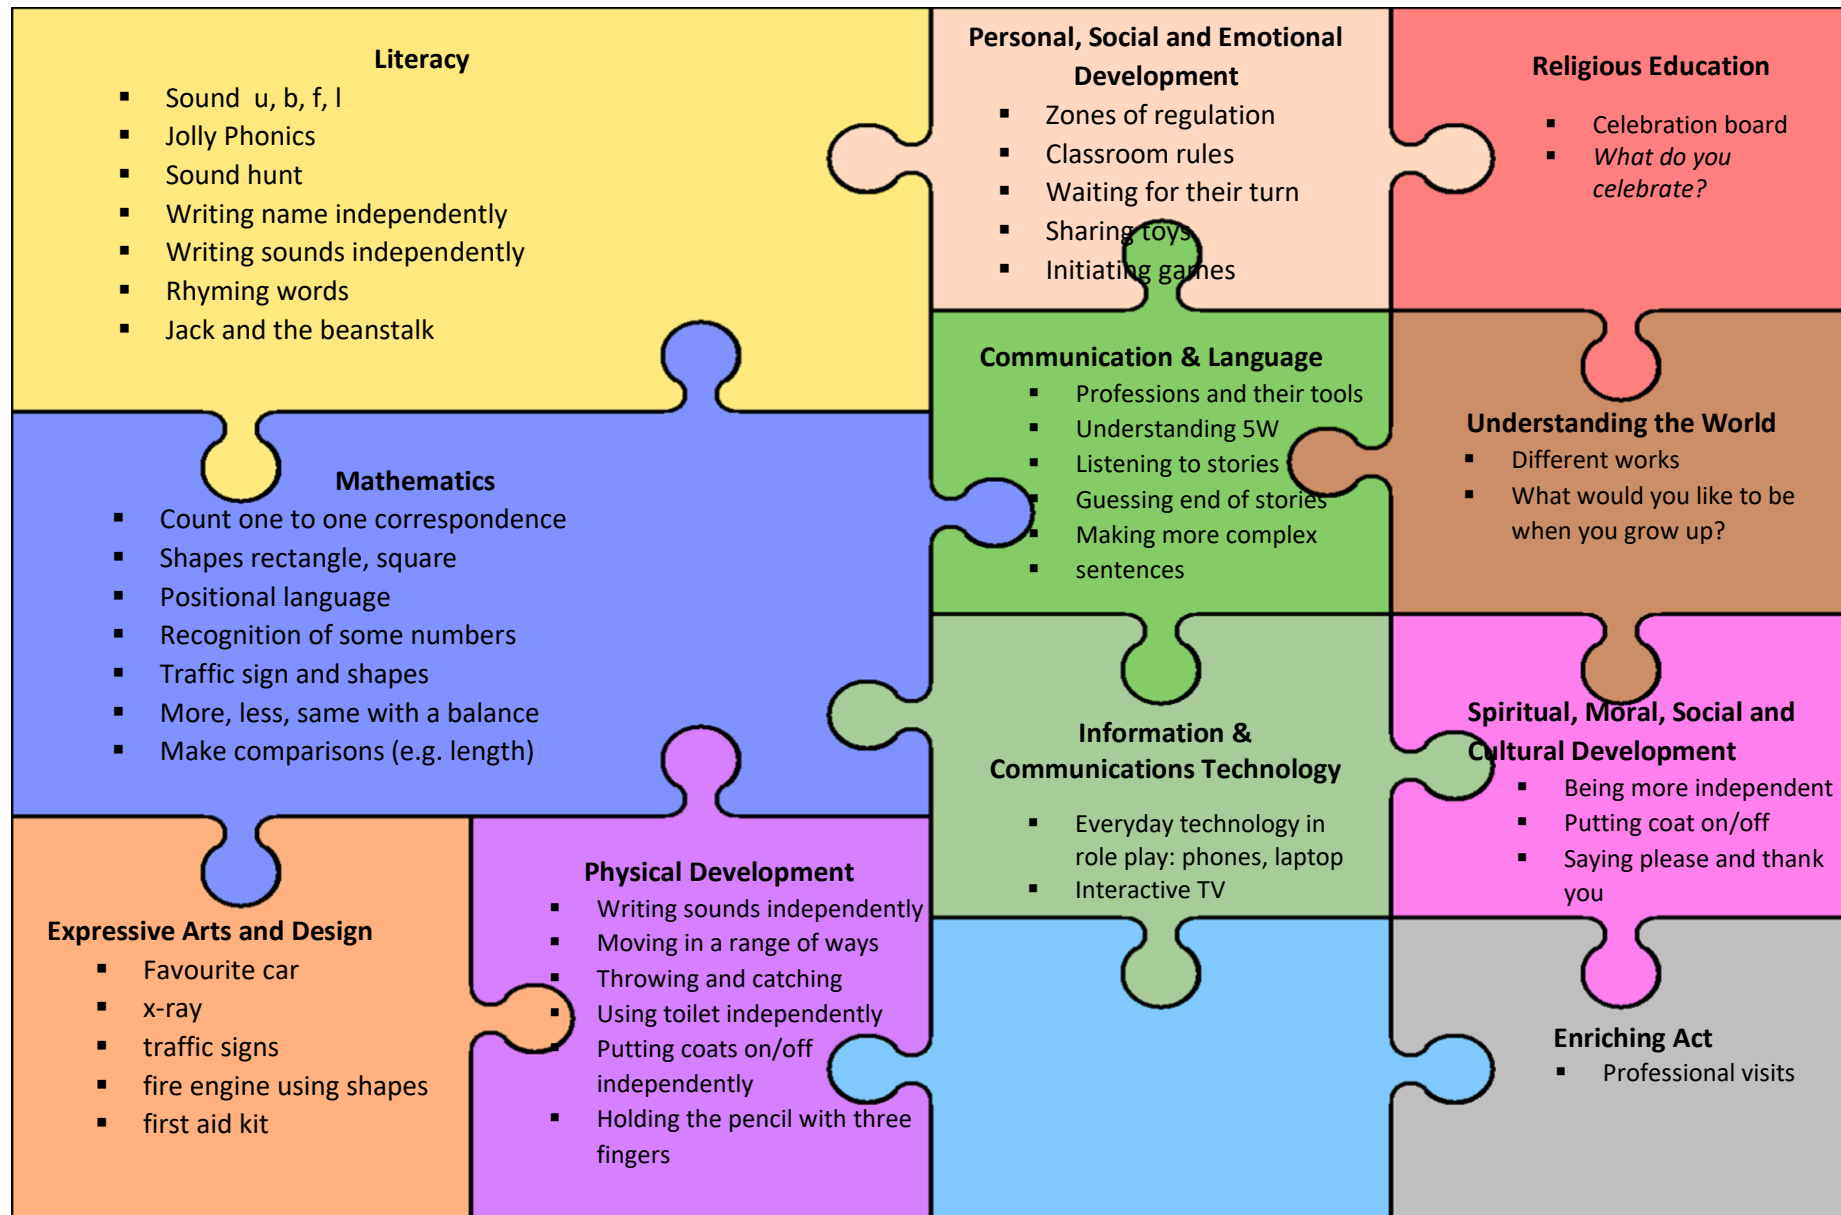 Literacy
▪ Sound  u, b, f, l
▪ Jolly Phonics
▪ Sound hunt
▪ Writing name independently
▪ Writing sounds independently
▪ Rhyming words
▪ Jack and the beanstalk
Personal, Social and Emotional
Development
▪ Zones of regulation
▪ Classroom rules
▪ Waiting for their turn
▪ Sharing toys
▪ Initiating games
Religious Education
▪ Celebration board
▪ What do you
celebrate?
Mathematics
▪ Count one to one correspondence
▪ Shapes rectangle, square
▪ Positional language
▪ Recognition of some numbers
▪ Traffic sign and shapes
▪ More, less, same with a balance
▪ Make comparisons (e.g. length)
Communication & Language
▪ Professions and their tools
▪ Understanding 5W
▪ Listening to stories
▪ Guessing end of stories
▪ Making more complex
▪ sentences
Understanding the World
▪ Different works
▪ What would you like to be
when you grow up?
Information &
Communications Technology
▪ Everyday technology in
role play: phones, laptop
▪ Interactive TV
Spiritual, Moral, Social and
Cultural Development
▪ Being more independent
▪ Putting coat on/off
▪ Saying please and thank
you
Expressive Arts and Design
▪ Favourite car
▪ x-ray
▪ traffic signs
▪ fire engine using shapes
▪ first aid kit
Physical Development
▪ Writing sounds independently
▪ Moving in a range of ways
▪ Throwing and catching
▪ Using toilet independently
▪ Putting coats on/off
independently
▪ Holding the pencil with three
fingers
Enriching Act
▪ Professional visits